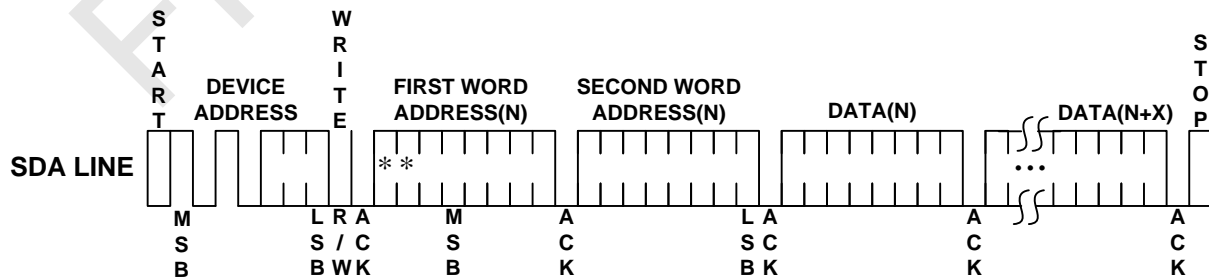 START
WRITE
STOP
DEVICE
ADDRESS
FIRST WORD
ADDRESS(N)
SECOND WORD
ADDRESS(N)
DATA(N)
DATA(N+X)
SDA LINE
* *
...
MSB
LSB
R/W
ACK
MSB
ACK
LSB
ACK
ACK
ACK